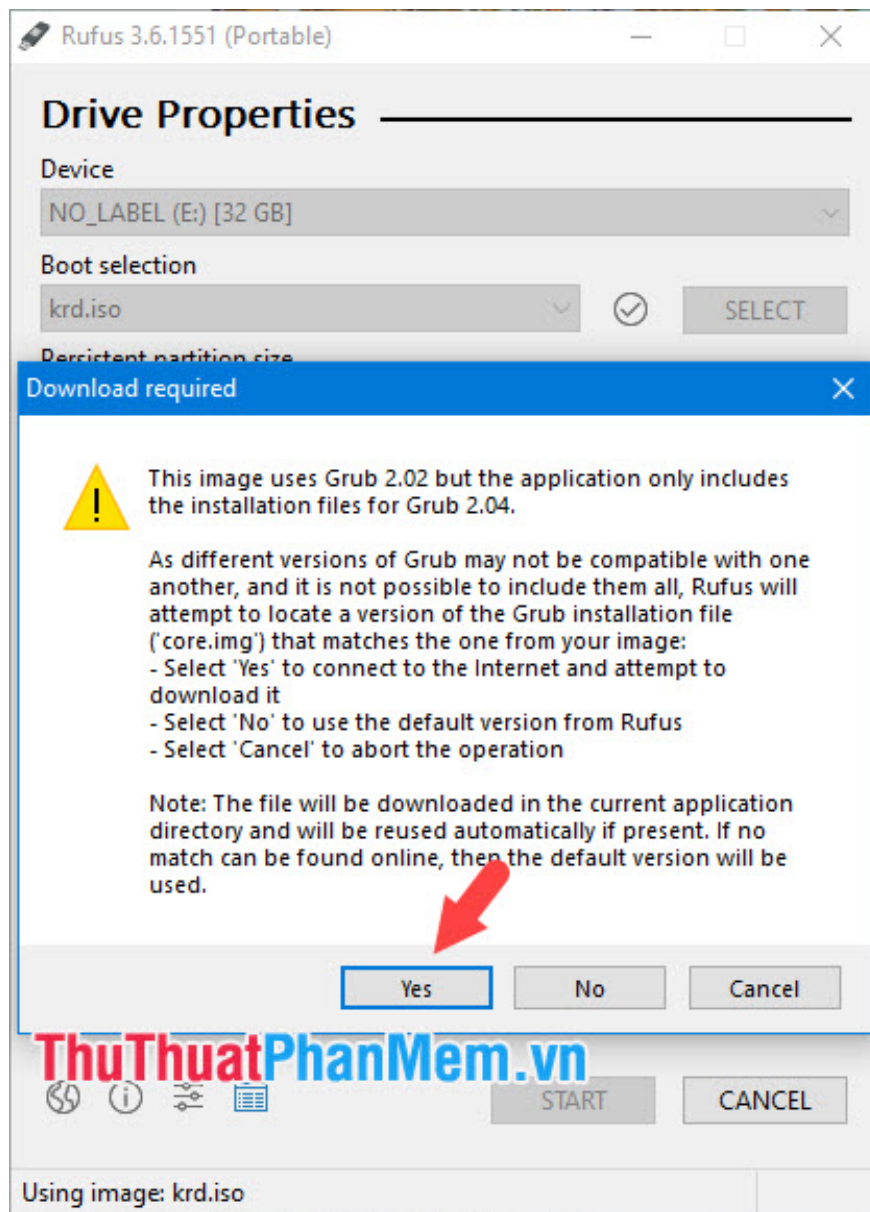 Rufus 3.6.1551 (Portable)
Drive Properties
Device
NO_LABEL (E:) [32 GB]
Boot selection
krd.iso
SELECT
Persistent partition size
Download required
This image uses Grub 2.02 but the application only includes
the installation files for Grub 2.04.
As different versions of Grub may not be compatible with one
another, and it is not possible to include them all, Rufus will
attempt to locate a version of the Grub installation file
('core.img') that matches the one from your image:
- Select 'Yes' to connect to the Internet and attempt to
download it
- Select 'No' to use the default version from Rufus
- Select 'Cancel' to abort the operation
Note: The file will be downloaded in the current application
directory and will be reused automatically if present. If no
match can be found online, then the default version will be
used.
Yes
No
Cancel
ThuThuatPhanMem.vn
START
CANCEL
Using image: krd.iso